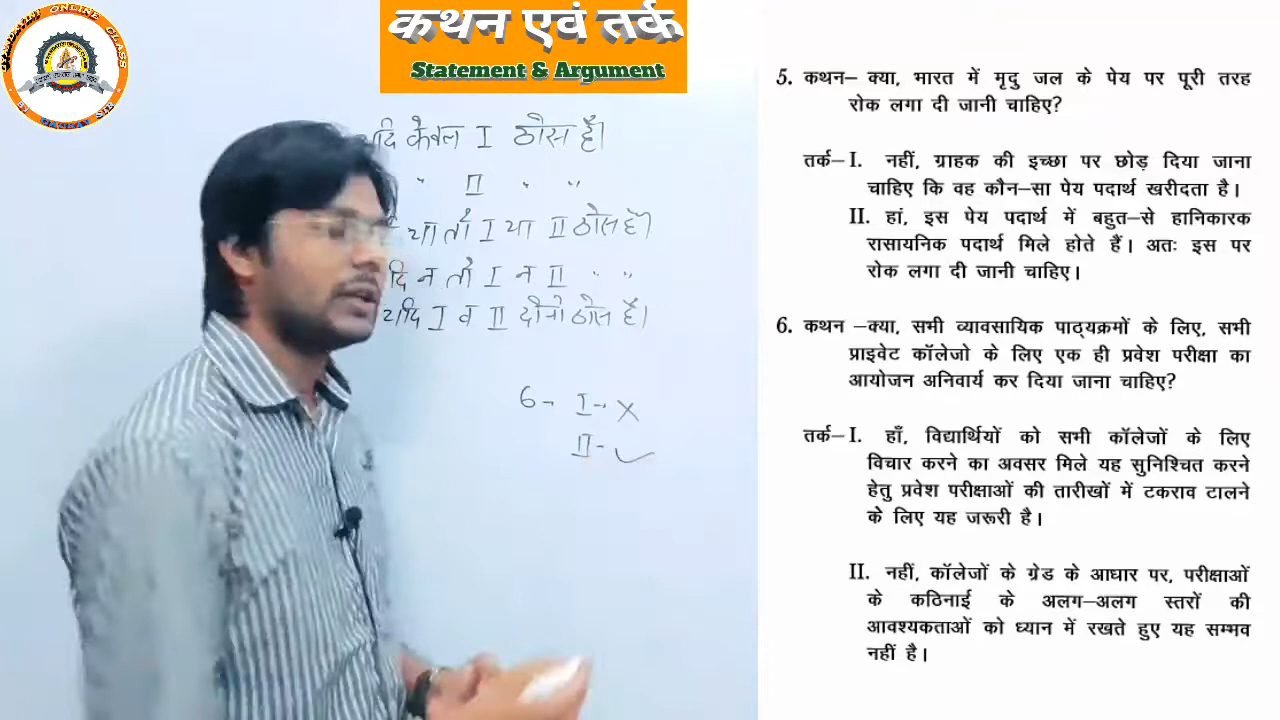 GYANDAYNI ONLINE CLASS
कथन एवं तर्क
Statement & Argument
केवल I ठोस हैं।
" II " "
या तो I या II ठोस हैं।
न तो I न II " "
यदि I व II दोनो ठोस हैं।
6- I- ×
II- ✓
5. कथन– क्या, भारत में मृदु जल के पेय पर पूरी तरह
रोक लगा दी जानी चाहिए?
तर्क–I. नहीं, ग्राहक की इच्छा पर छोड़ दिया जाना
चाहिए कि वह कौन–सा पेय पदार्थ खरीदता है।
II. हां, इस पेय पदार्थ में बहुत–से हानिकारक
रासायनिक पदार्थ मिले होते हैं। अतः इस पर
रोक लगा दी जानी चाहिए।
6. कथन –क्या, सभी व्यावसायिक पाठ्यक्रमों के लिए, सभी
प्राइवेट कॉलेजो के लिए एक ही प्रवेश परीक्षा का
आयोजन अनिवार्य कर दिया जाना चाहिए?
तर्क–I. हाँ, विद्यार्थियों को सभी कॉलेजों के लिए
विचार करने का अवसर मिले यह सुनिश्चित करने
हेतु प्रवेश परीक्षाओं की तारीखों में टकराव टालने
के लिए यह जरूरी है।
II. नहीं, कॉलेजों के ग्रेड के आधार पर, परीक्षाओं
के कठिनाई के अलग–अलग स्तरों की
आवश्यकताओं को ध्यान में रखते हुए यह सम्भव
नहीं है।